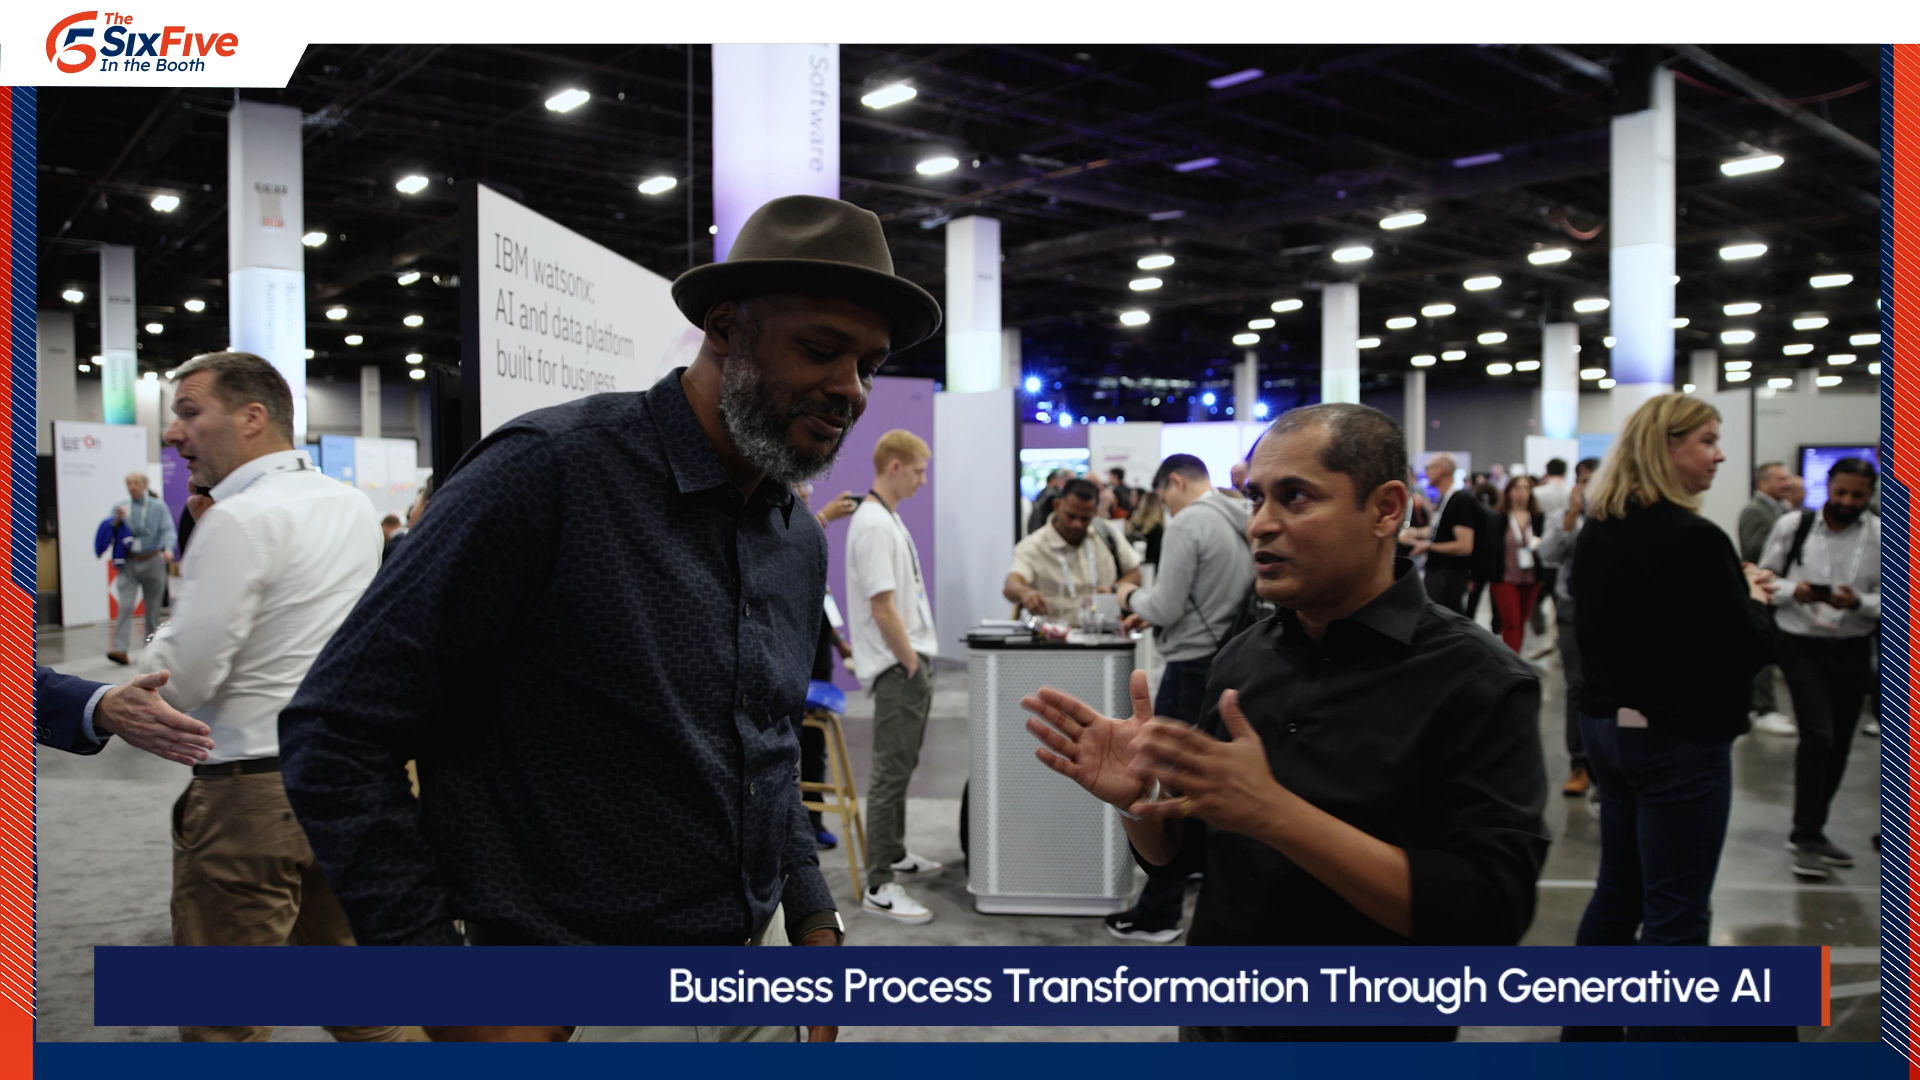 The
SixFive
In the Booth
Software
IBM watsonx:
AI and data platform
built for business
Business Process Transformation Through Generative AI